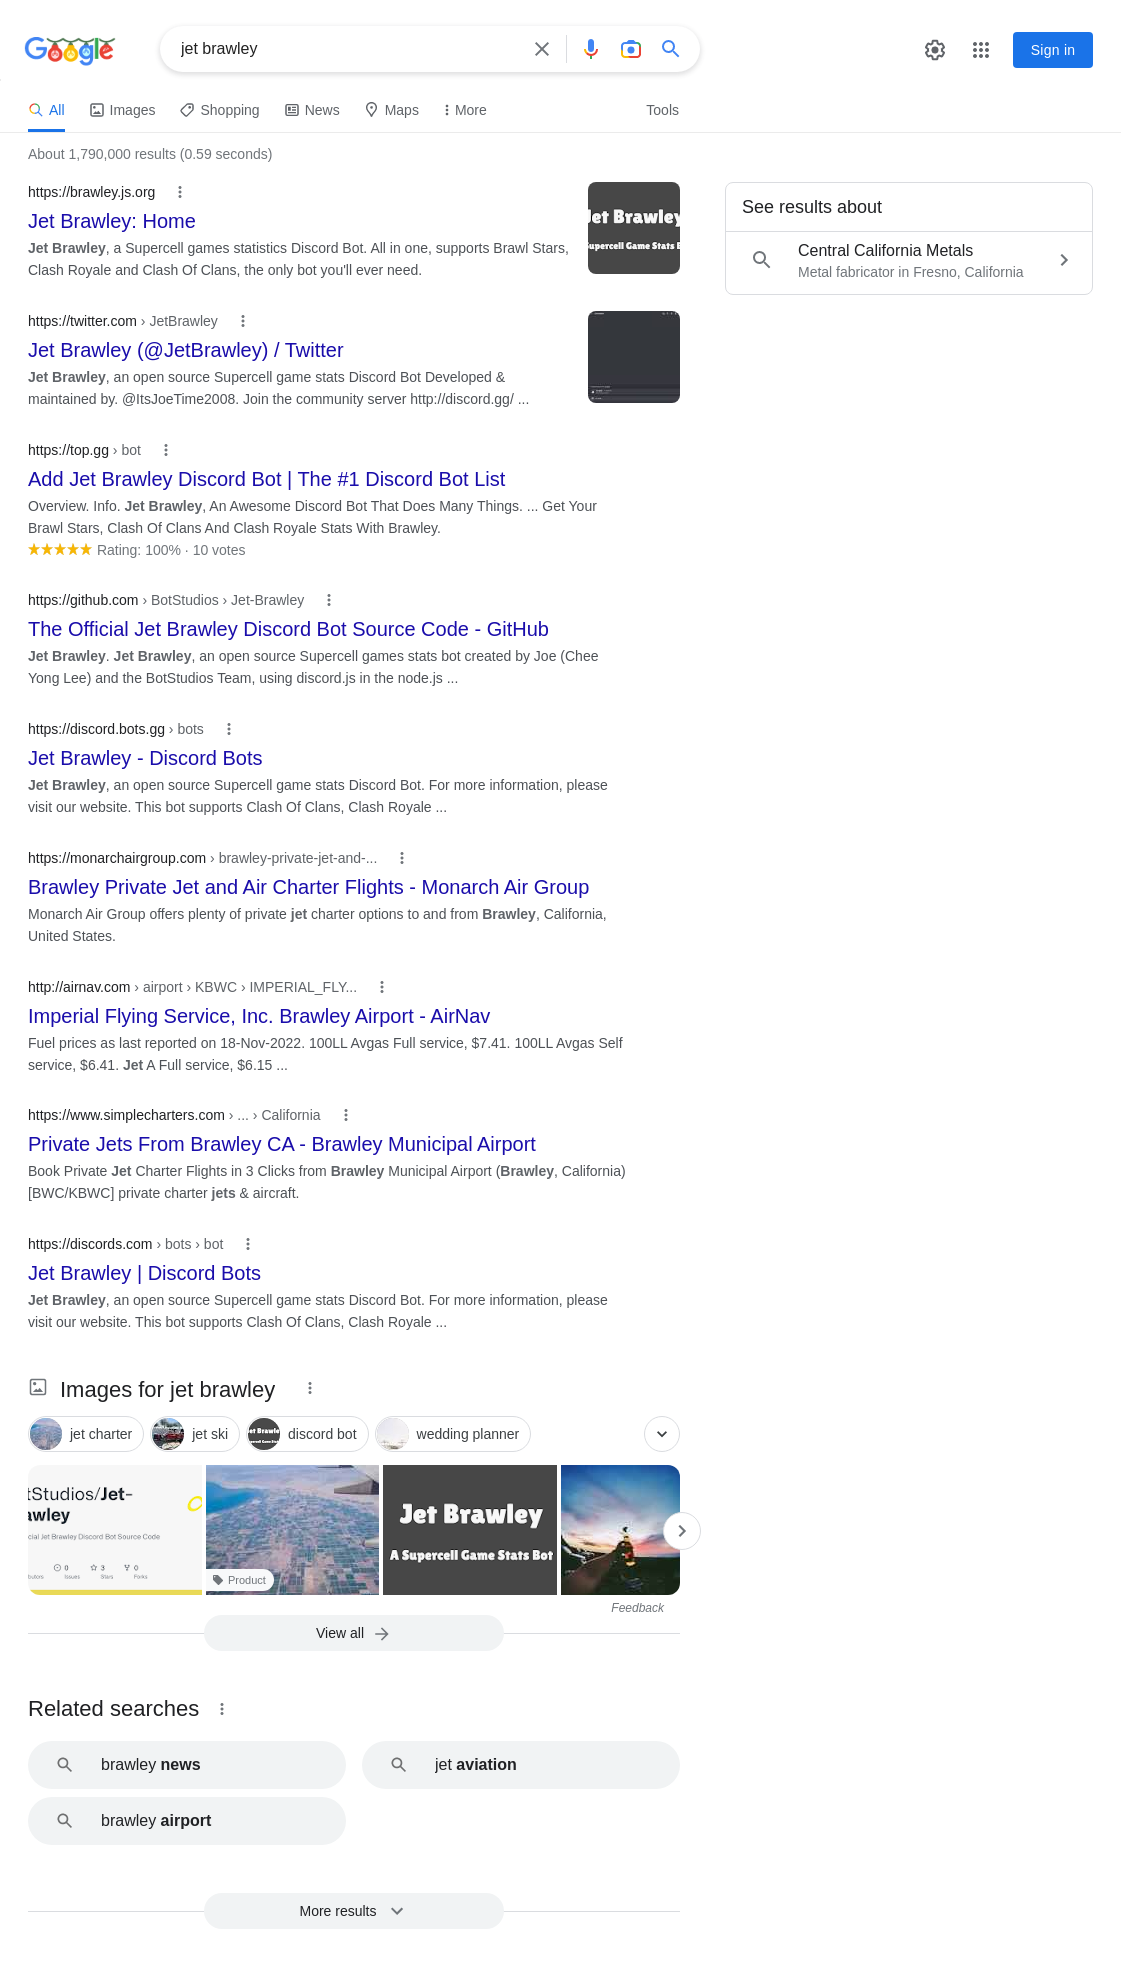 Google
jet brawley
Sign in
All Images Shopping News Maps More Tools
About 1,790,000 results (0.59 seconds)
https://brawley.js.org
Jet Brawley: Home
Jet Brawley, a Supercell games statistics Discord Bot. All in one, supports Brawl Stars,
Clash Royale and Clash Of Clans, the only bot you'll ever need.
Jet Brawley
Supercell Game Stats B
See results about
Central California Metals
Metal fabricator in Fresno, California
https://twitter.com › JetBrawley
Jet Brawley (@JetBrawley) / Twitter
Jet Brawley, an open source Supercell game stats Discord Bot Developed &
maintained by. @ItsJoeTime2008. Join the community server http://discord.gg/ ...
https://top.gg › bot
Add Jet Brawley Discord Bot | The #1 Discord Bot List
Overview. Info. Jet Brawley, An Awesome Discord Bot That Does Many Things. ... Get Your
Brawl Stars, Clash Of Clans And Clash Royale Stats With Brawley.
Rating: 100% · 10 votes
https://github.com › BotStudios › Jet-Brawley
The Official Jet Brawley Discord Bot Source Code - GitHub
Jet Brawley. Jet Brawley, an open source Supercell games stats bot created by Joe (Chee
Yong Lee) and the BotStudios Team, using discord.js in the node.js ...
https://discord.bots.gg › bots
Jet Brawley - Discord Bots
Jet Brawley, an open source Supercell game stats Discord Bot. For more information, please
visit our website. This bot supports Clash Of Clans, Clash Royale ...
https://monarchairgroup.com › brawley-private-jet-and-...
Brawley Private Jet and Air Charter Flights - Monarch Air Group
Monarch Air Group offers plenty of private jet charter options to and from Brawley, California,
United States.
http://airnav.com › airport › KBWC › IMPERIAL_FLY...
Imperial Flying Service, Inc. Brawley Airport - AirNav
Fuel prices as last reported on 18-Nov-2022. 100LL Avgas Full service, $7.41. 100LL Avgas Self
service, $6.41. Jet A Full service, $6.15 ...
https://www.simplecharters.com › ... › California
Private Jets From Brawley CA - Brawley Municipal Airport
Book Private Jet Charter Flights in 3 Clicks from Brawley Municipal Airport (Brawley, California)
[BWC/KBWC] private charter jets & aircraft.
https://discords.com › bots › bot
Jet Brawley | Discord Bots
Jet Brawley, an open source Supercell game stats Discord Bot. For more information, please
visit our website. This bot supports Clash Of Clans, Clash Royale ...
Images for jet brawley
jet charter jet ski discord bot wedding planner
tStudios/Jet-
awley
cial Jet Brawley Discord Bot Source Code
0 3 0
butors Issues Stars Forks
Product
Jet Brawley
A Supercell Game Stats Bot
Feedback
View all
Related searches
brawley news
jet aviation
brawley airport
More results